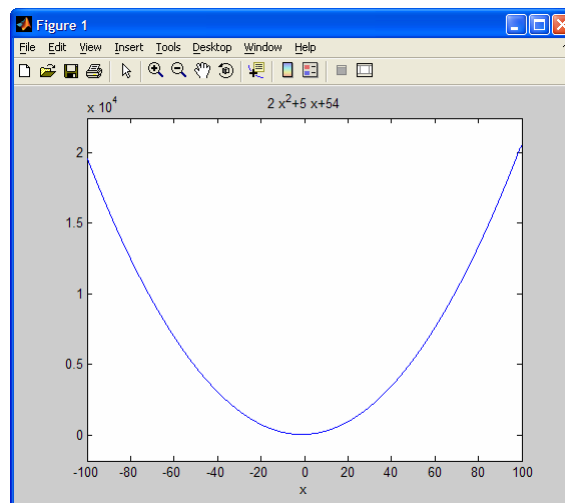 Figure 1
File Edit View Insert Tools Desktop Window Help
x 10^4
2 x^2+5 x+54
2
1.5
1
0.5
0
-100 -80 -60 -40 -20 0 20 40 60 80 100
x